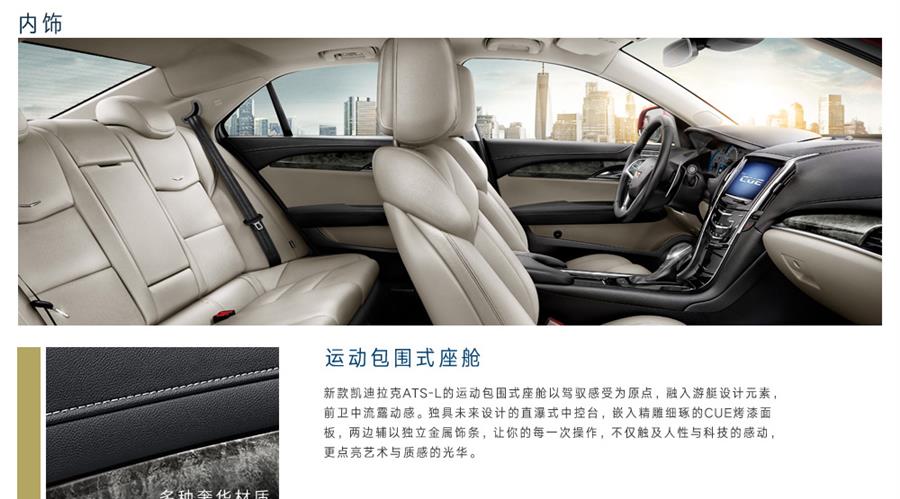 内饰
CUE
运动包围式座舱
新款凯迪拉克ATS-L的运动包围式座舱以驾驭感受为原点，融入游艇设计元素，
前卫中流露动感。独具未来设计的直瀑式中控台，嵌入精雕细琢的CUE烤漆面
板，两边辅以独立金属饰条，让你的每一次操作，不仅触及人性与科技的感动，
更点亮艺术与质感的光华。
多种奢华材质